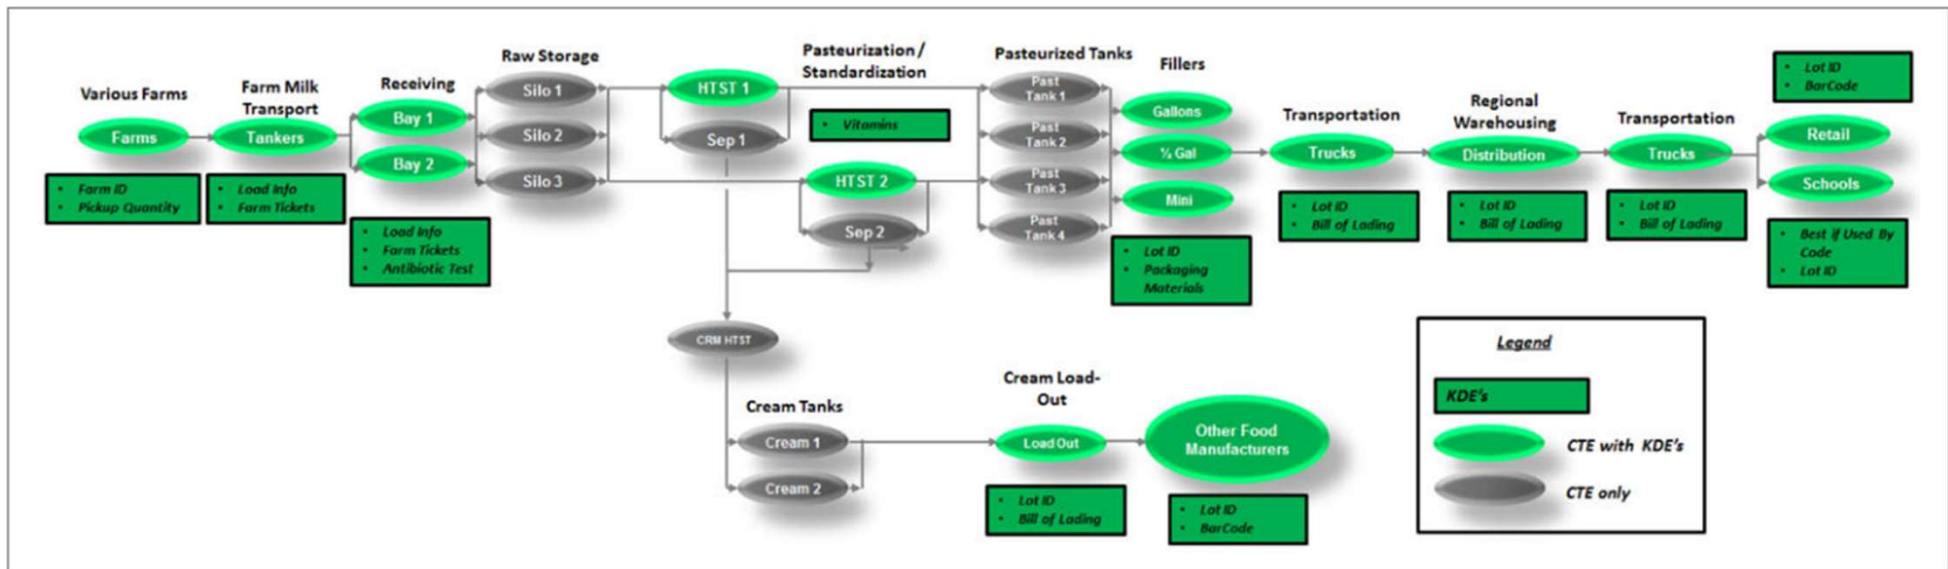 Various Farms
Farms
• Farm ID
• Pickup Quantity
Farm Milk
Transport
Tankers
• Load Info
• Farm Tickets
Receiving
Bay 1
Bay 2
• Load Info
• Farm Tickets
• Antibiotic Test
Raw Storage
Silo 1
Silo 2
Silo 3
HTST 1
Sep 1
Pasteurization /
Standardization
• Vitamins
HTST 2
Sep 2
Pasteurized Tanks
Past
Tank 1
Past
Tank 2
Past
Tank 3
Past
Tank 4
Fillers
Gallons
½ Gal
Mini
• Lot ID
• Packaging
Materials
Transportation
Trucks
• Lot ID
• Bill of Lading
Regional
Warehousing
Distribution
• Lot ID
• Bill of Lading
Transportation
Trucks
• Lot ID
• Bill of Lading
• Lot ID
• BarCode
Retail
Schools
• Best if Used By
Code
• Lot ID
CRM HTST
Cream Tanks
Cream 1
Cream 2
Cream Load-
Out
Load Out
• Lot ID
• Bill of Lading
Other Food
Manufacturers
• Lot ID
• BarCode
Legend
KDE's
CTE with KDE's
CTE only